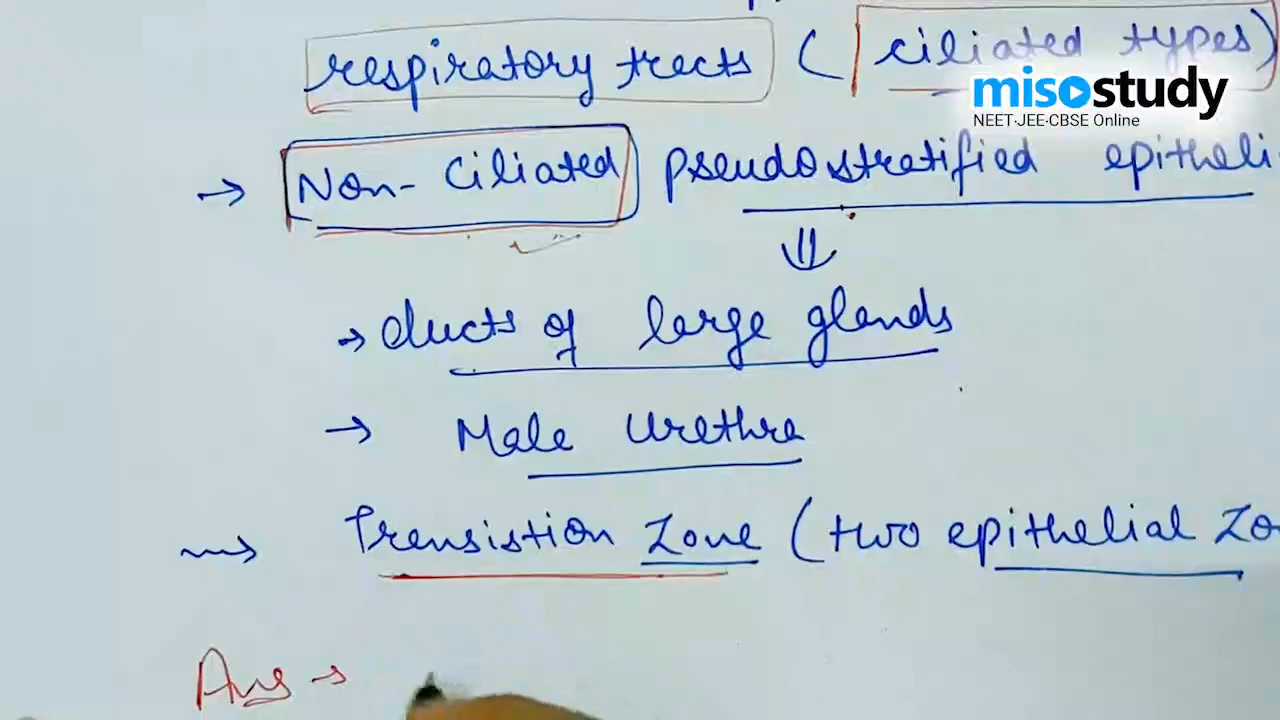 respiratory trects (ciliated types)
misostudy
NEET·JEE·CBSE Online
→ Non-Ciliated pseudostratified epitheli
⇓
→ ducts of large glands
→ Male Urethra
⟿ Transistion Zone (two epithelial Zo
Ans →